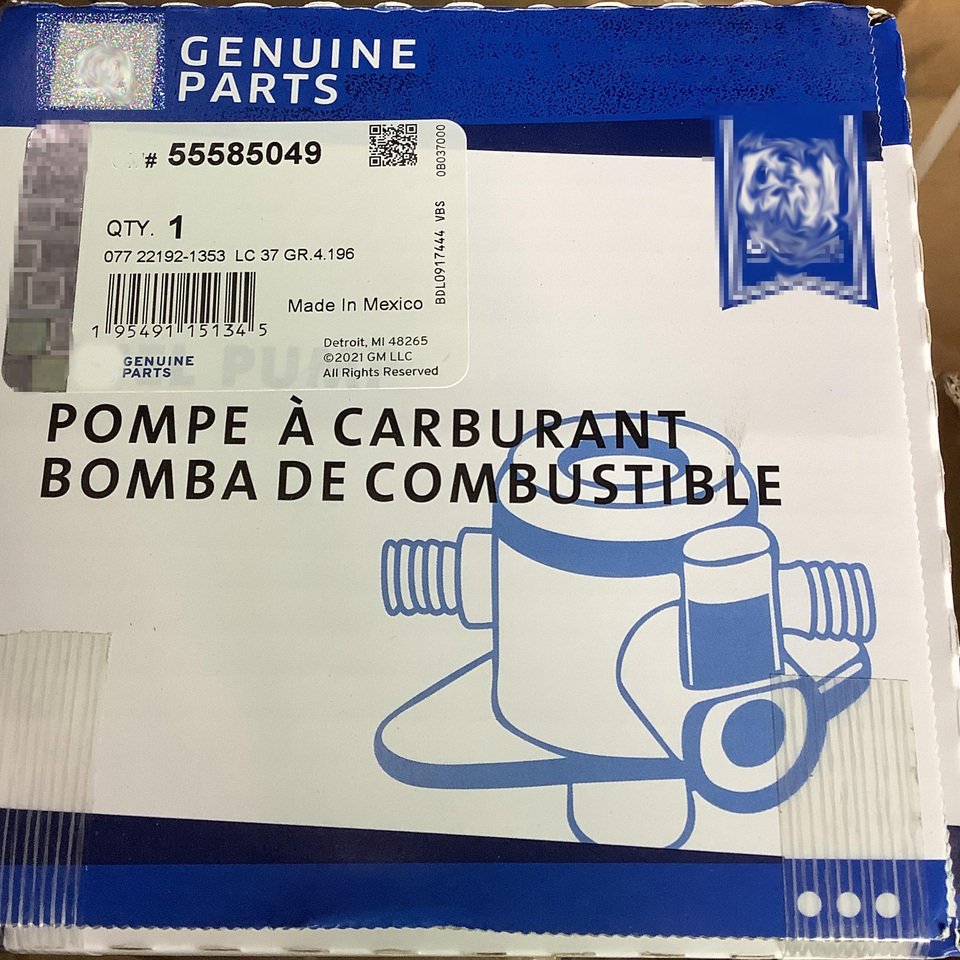 GENUINE
PARTS
# 55585049
QTY. 1
077 22192-1353 LC 37 GR.4.196
Made In Mexico
1 95491 15134 5
GENUINE
PARTS
Detroit, MI 48265
©2021 GM LLC
All Rights Reserved
BDL0917444 VBS 0B037000
POMPE À CARBURANT
BOMBA DE COMBUSTIBLE